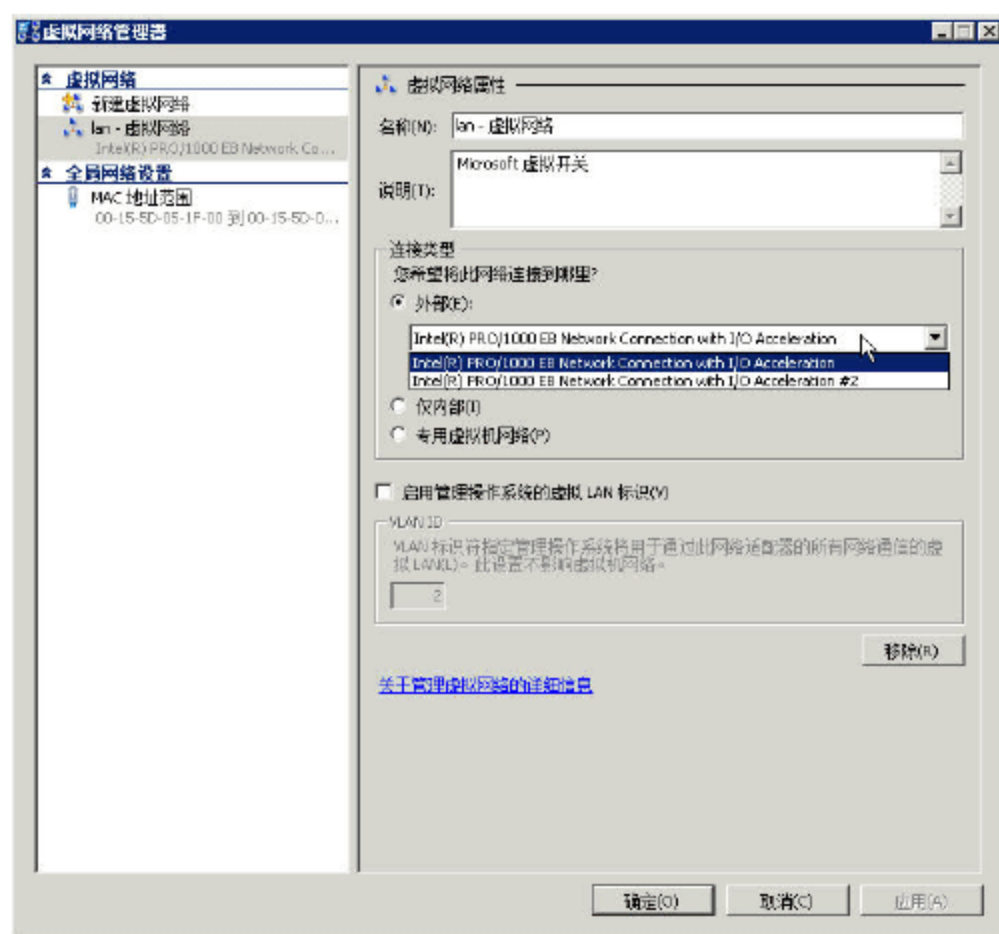 虚拟网络管理器
虚拟网络
新建虚拟网络
lan - 虚拟网络
Intel(R) PRO/1000 EB Network Co...
全局网络设置
MAC 地址范围
00-15-5D-05-1F-00 到 00-15-5D-0...
虚拟网络属性
名称(N):
lan - 虚拟网络
说明(T):
Microsoft 虚拟开关
连接类型
您希望将此网络连接到哪里?
外部(E):
Intel(R) PRO/1000 EB Network Connection with I/O Acceleration
Intel(R) PRO/1000 EB Network Connection with I/O Acceleration
Intel(R) PRO/1000 EB Network Connection with I/O Acceleration #2
仅内部(I)
专用虚拟机网络(P)
启用管理操作系统的虚拟 LAN 标识(V)
VLAN ID
VLAN 标识符指定管理操作系统将用于通过此网络适配器的所有网络通信的虚
拟 LAN(L)。此设置不影响虚拟机网络。
2
移除(R)
关于管理虚拟网络的详细信息
确定(O)
取消(C)
应用(A)